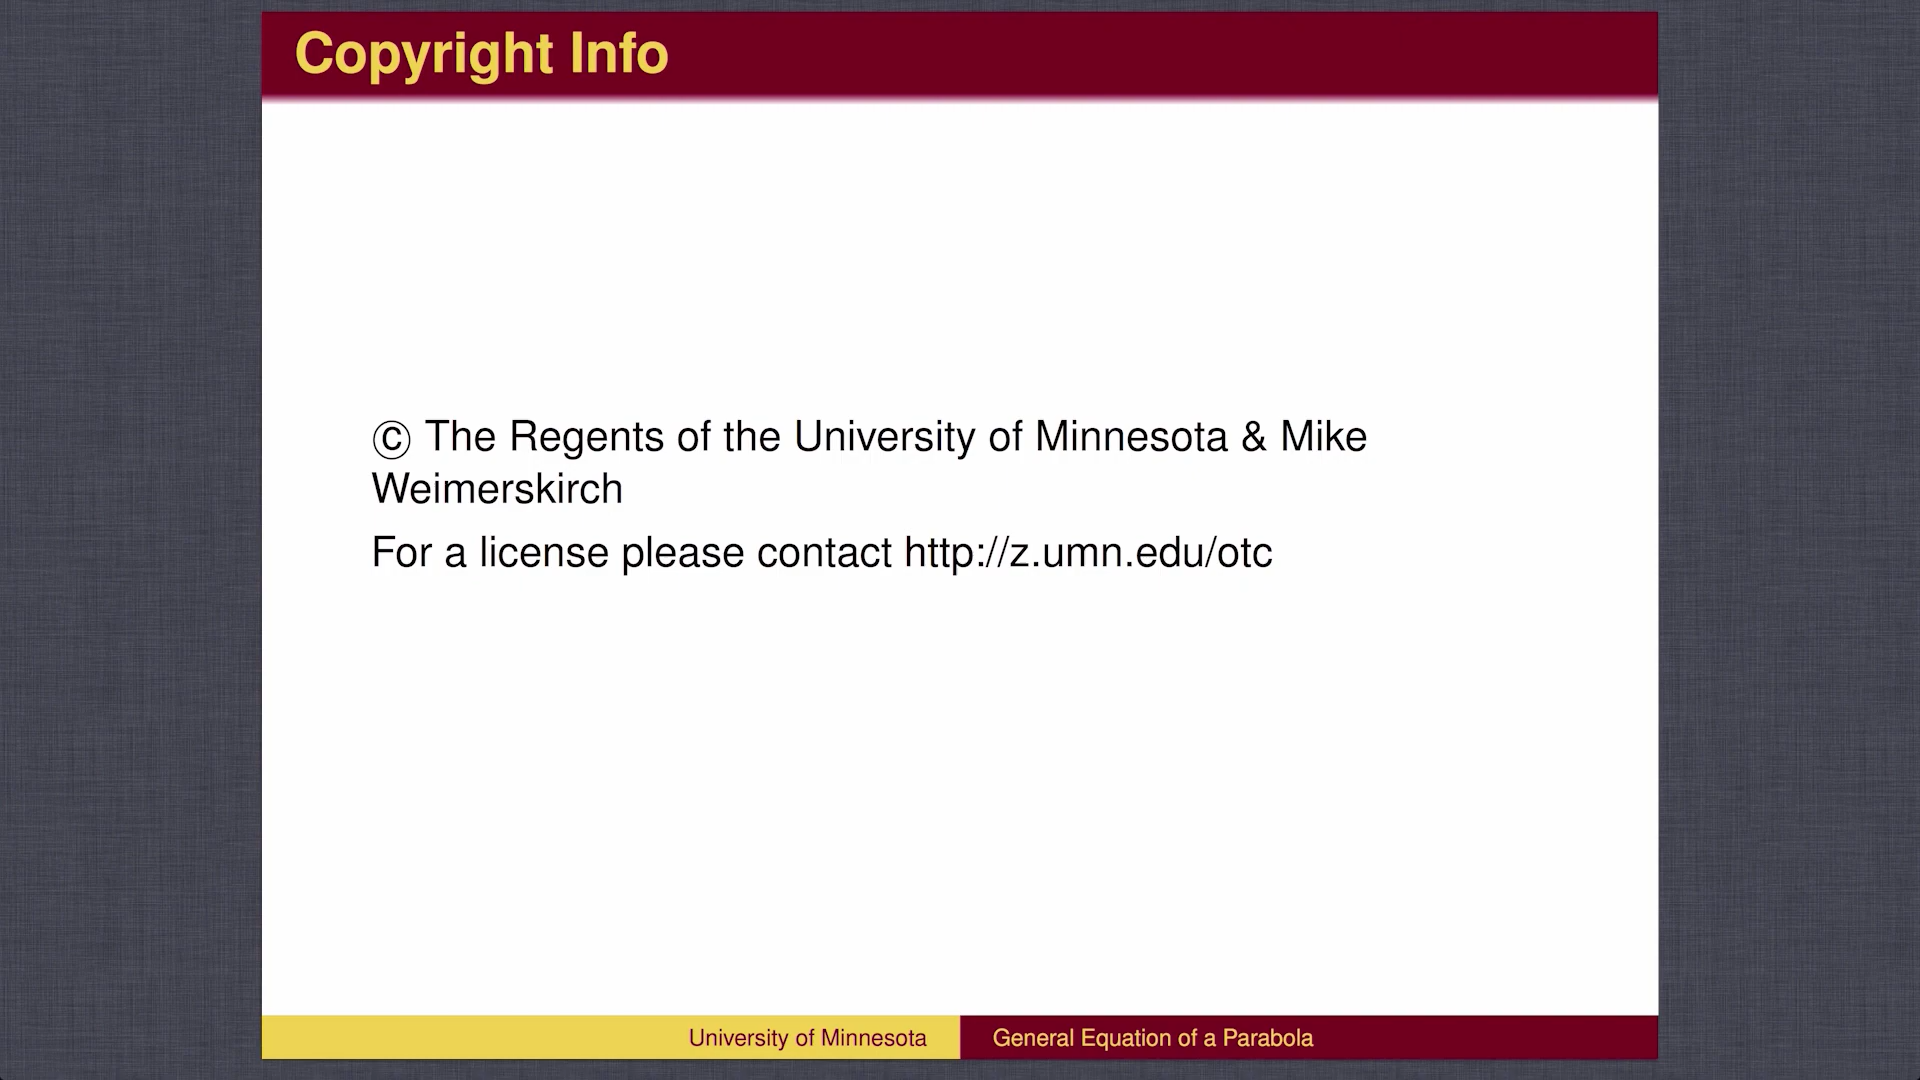 Copyright Info
© The Regents of the University of Minnesota & Mike
Weimerskirch
For a license please contact http://z.umn.edu/otc
University of Minnesota
General Equation of a Parabola